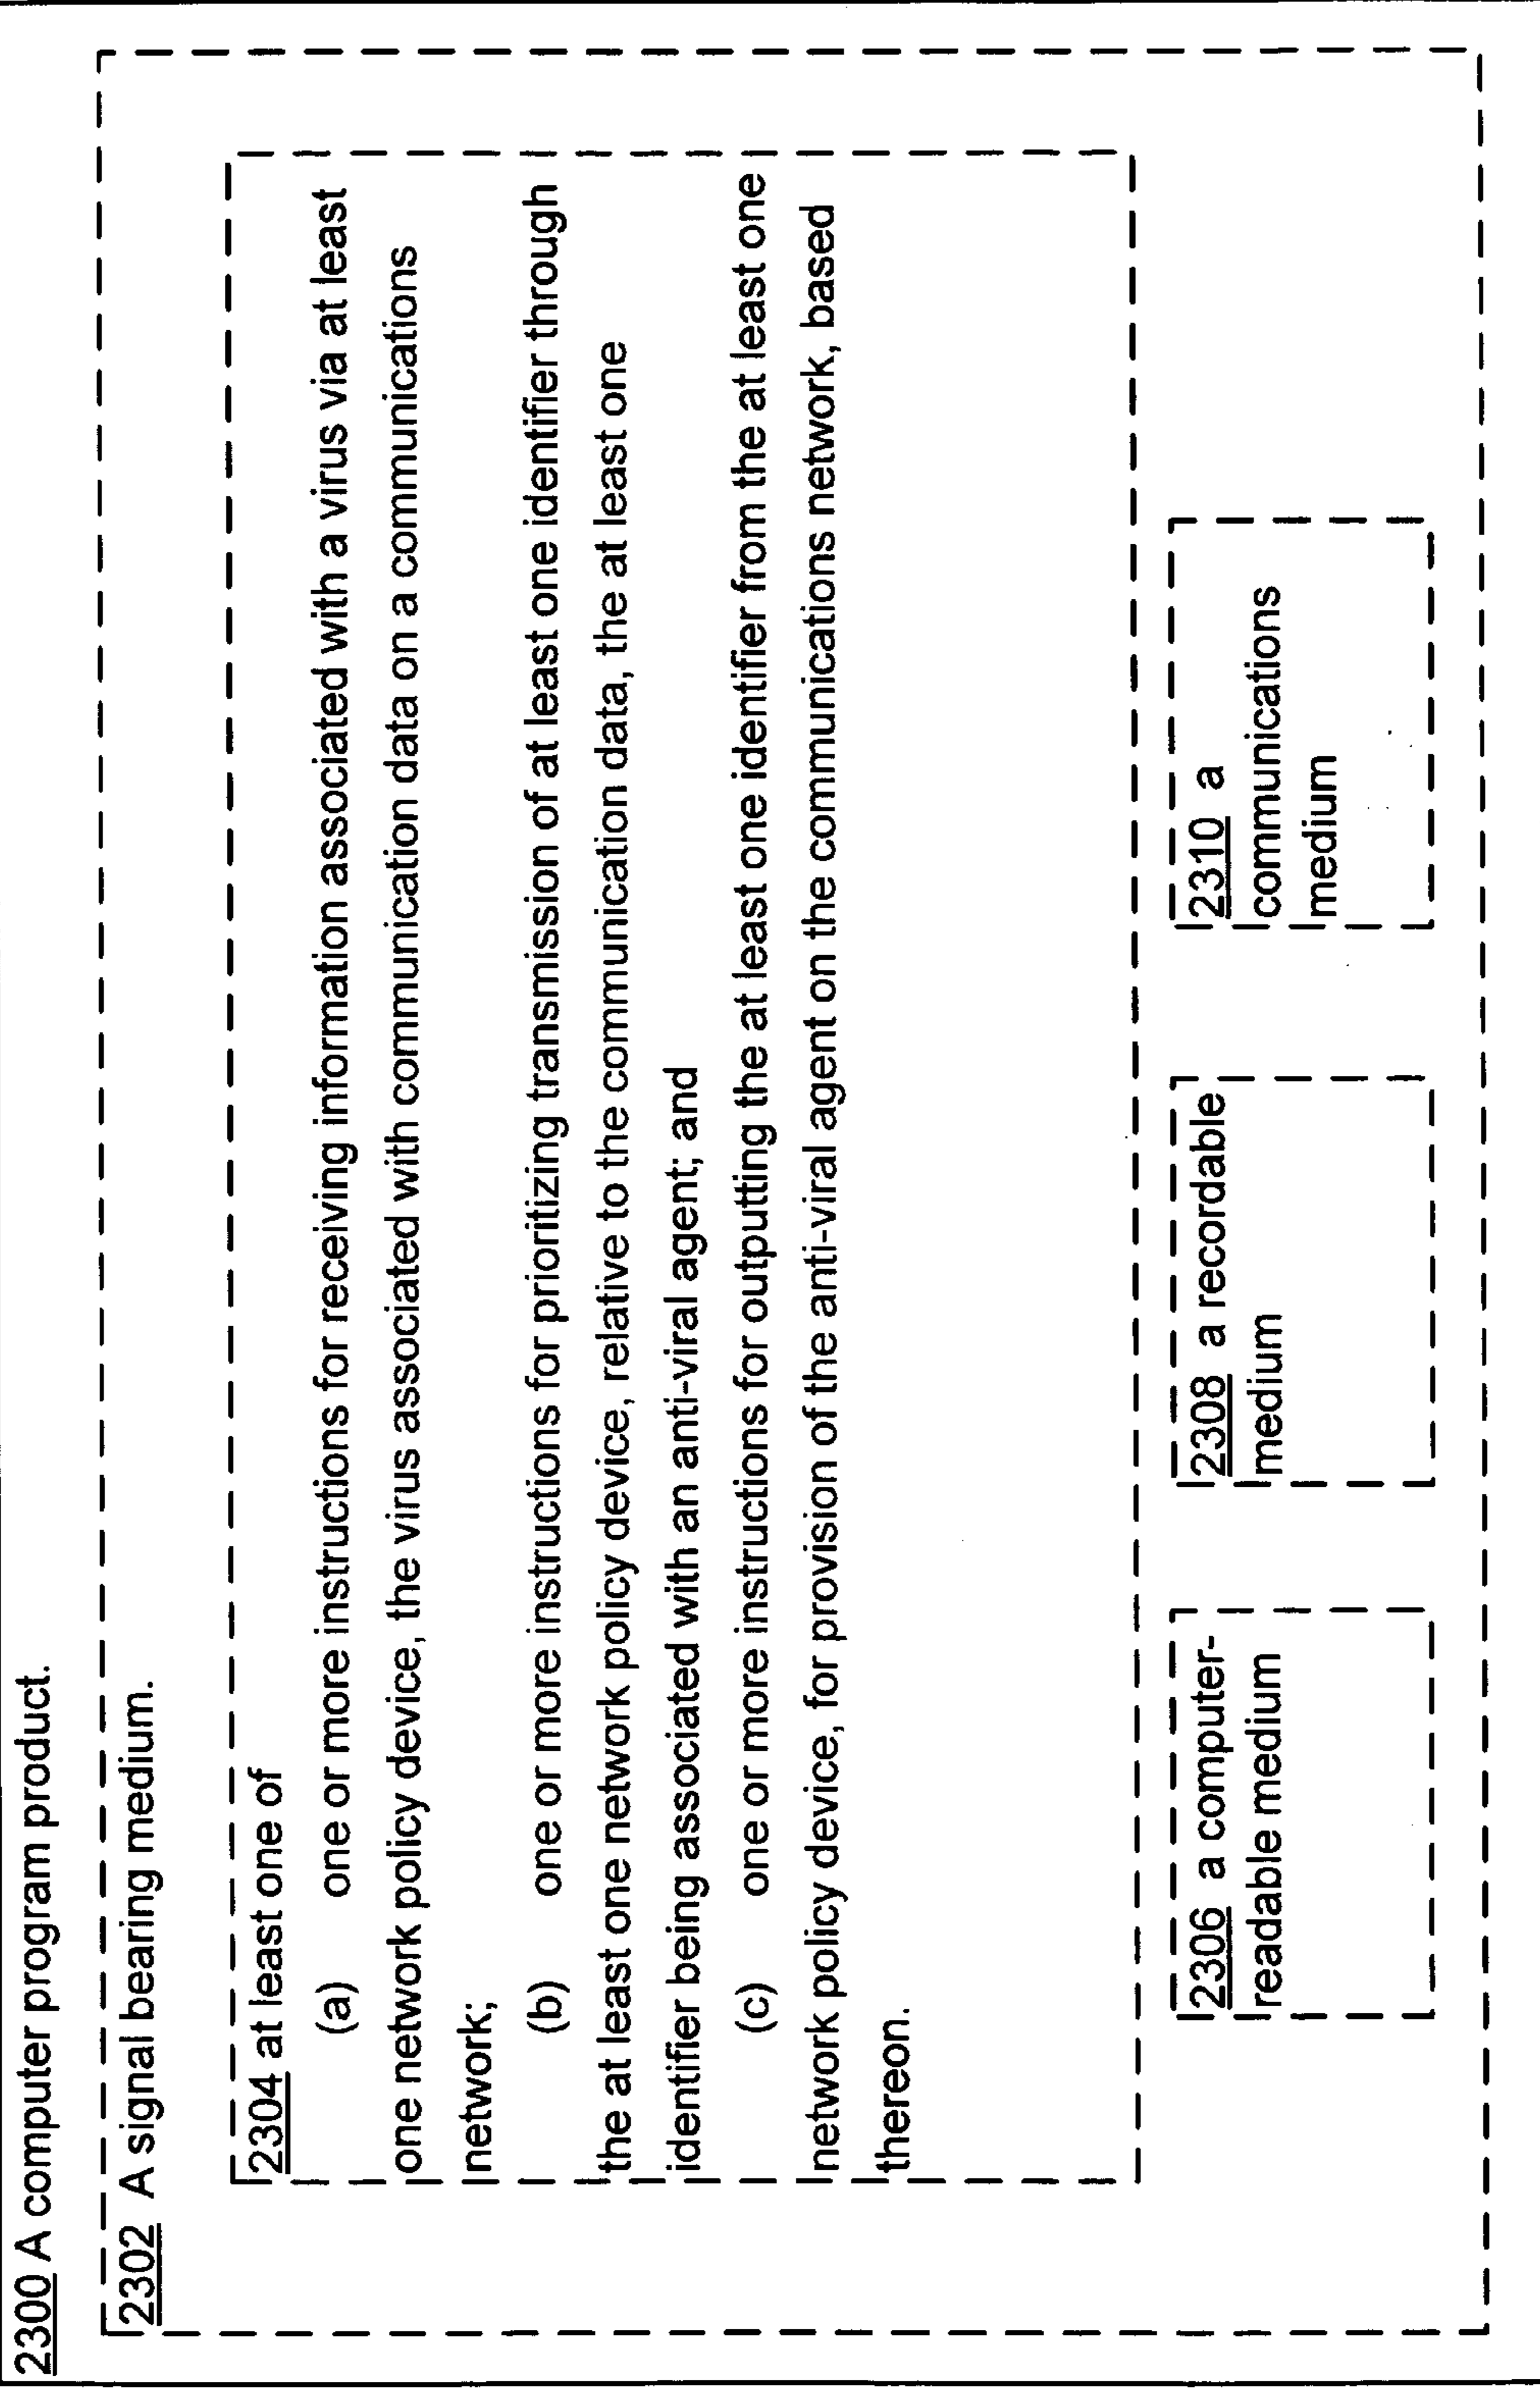 2300 A computer program product.
2302 A signal bearing medium.
2304 at least one of
(a) one or more instructions for receiving information associated with a virus via at least
one network policy device, the virus associated with communication data on a communications
network;
(b) one or more instructions for prioritizing transmission of at least one identifier through
the at least one network policy device, relative to the communication data, the at least one
identifier being associated with an anti-viral agent; and
(c) one or more instructions for outputting the at least one identifier from the at least one
network policy device, for provision of the anti-viral agent on the communications network, based
thereon.
2306 a computer-
readable medium
2308 a recordable
medium
2310 a
communications
medium